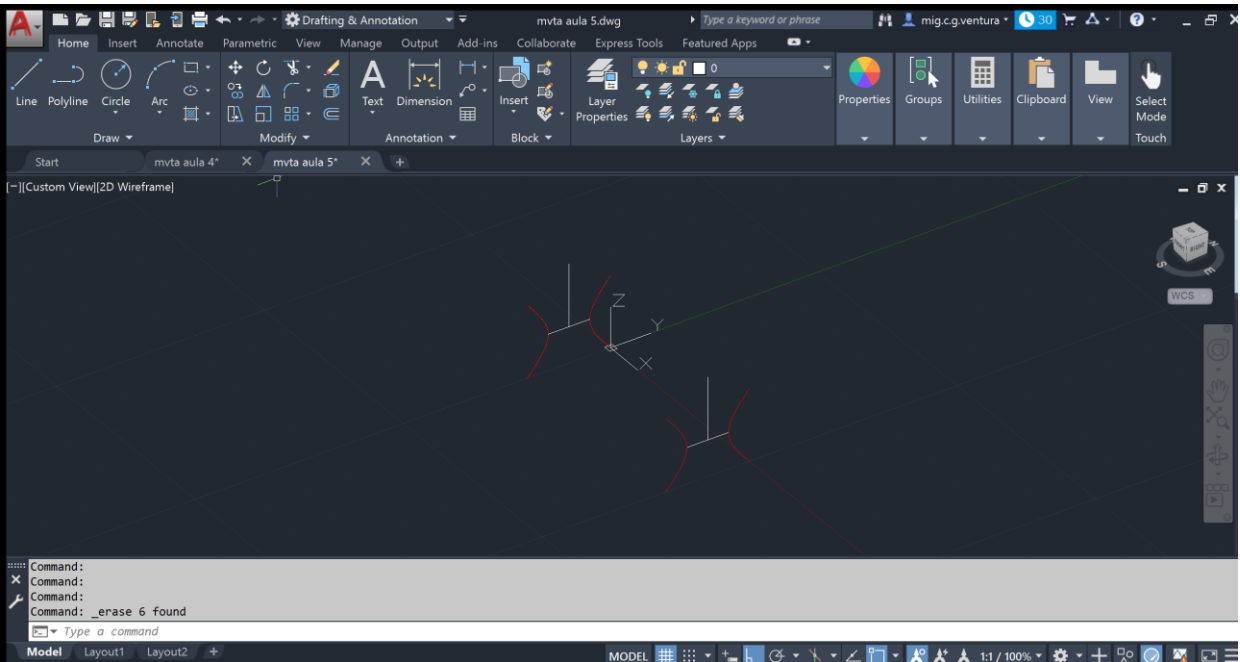 A Drafting & Annotation mvta aula 5.dwg Type a keyword or phrase mig.c.g.ventura 30
Home Insert Annotate Parametric View Manage Output Add-ins Collaborate Express Tools Featured Apps
0
A
Line Polyline Circle Arc Text Dimension Insert Layer Properties Properties Groups Utilities Clipboard View Select Mode
Draw Modify Annotation Block Layers Touch
Start mvta aula 4* mvta aula 5* +
[−][Custom View][2D Wireframe]
RIGHT
S E
WCS
Z
Y
X
Command:
Command:
Command:
Command: _erase 6 found
Type a command
Model Layout1 Layout2 + MODEL 1:1 / 100%